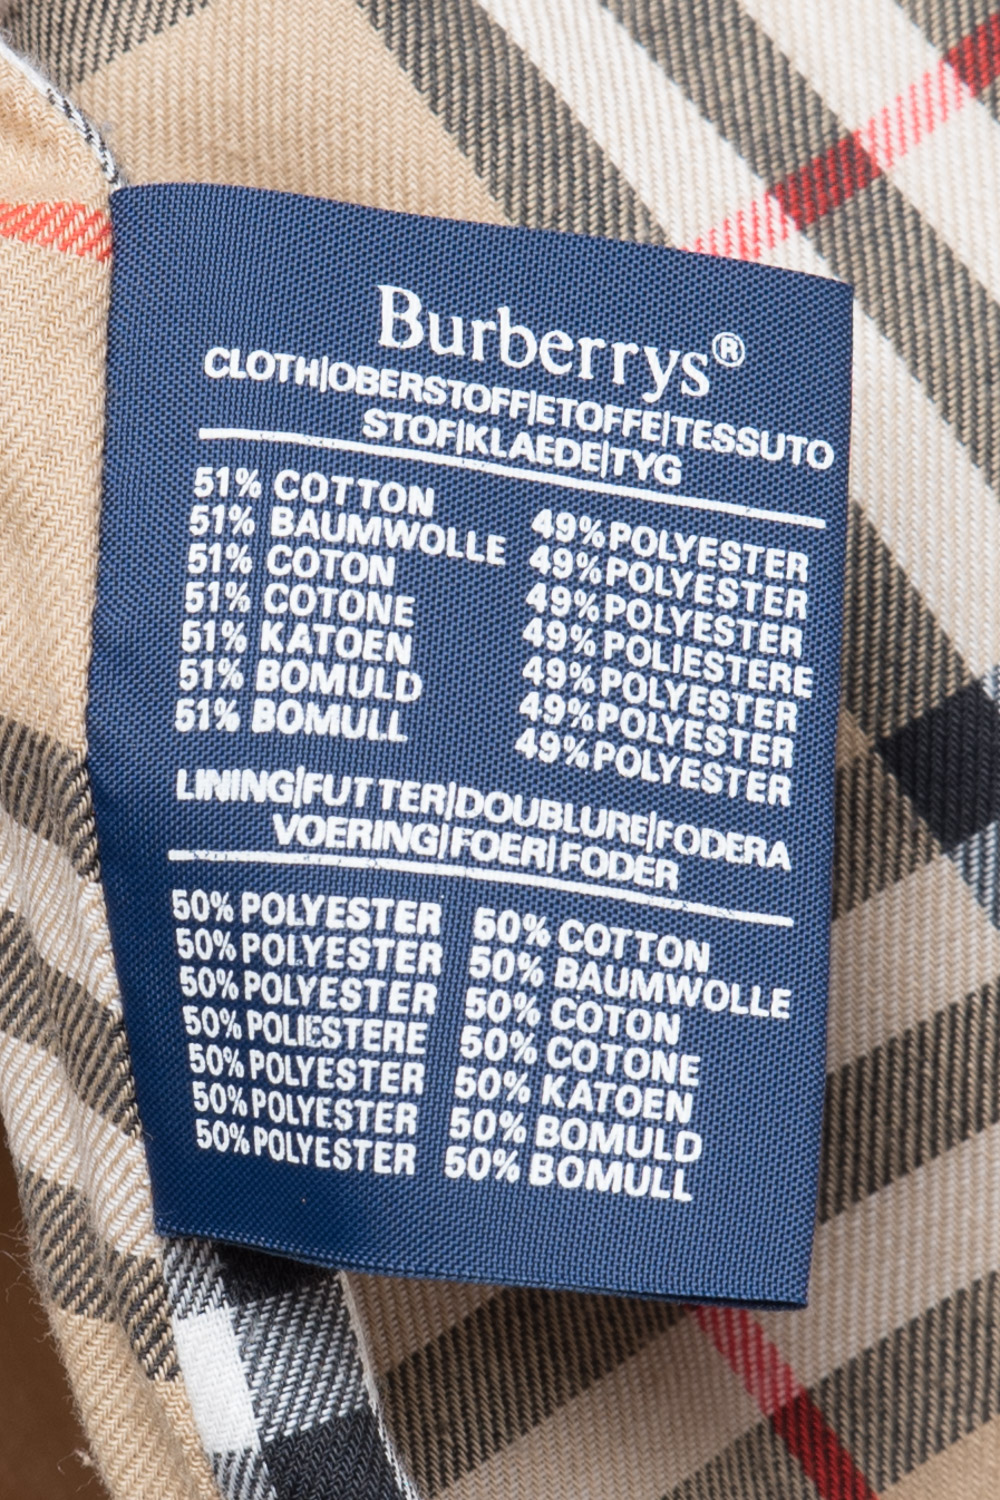 Burberrys®
CLOTH|OBERSTOFF|ETOFFE|TESSUTO
STOF|KLAEDE|TYG
51% COTTON 49% POLYESTER
51% BAUMWOLLE 49% POLYESTER
51% COTON 49% POLYESTER
51% COTONE 49% POLIESTERE
51% KATOEN 49% POLYESTER
51% BOMULD 49% POLYESTER
51% BOMULL 49% POLYESTER
LINING|FUTTER|DOUBLURE|FODERA
VOERING|FOER|FODER
50% POLYESTER 50% COTTON
50% POLYESTER 50% BAUMWOLLE
50% POLYESTER 50% COTON
50% POLIESTERE 50% COTONE
50% POLYESTER 50% KATOEN
50% POLYESTER 50% BOMULD
50% POLYESTER 50% BOMULL